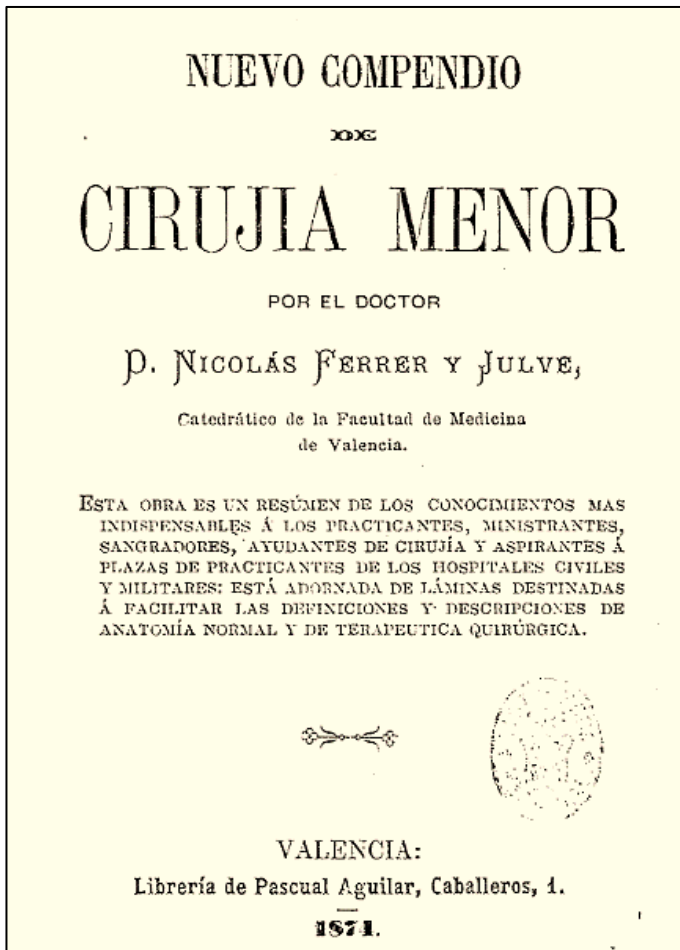 NUEVO COMPENDIO
DE
CIRUJIA MENOR
POR EL DOCTOR
D. NICOLÁS FERRER Y JULVE,
Catedrático de la Facultad de Medicina
de Valencia.
ESTA OBRA ES UN RESÚMEN DE LOS CONOCIMIENTOS MAS
INDISPENSABLES Á LOS PRACTICANTES, MINISTRANTES,
SANGRADORES, AYUDANTES DE CIRUJÍA Y ASPIRANTES Á
PLAZAS DE PRACTICANTES DE LOS HOSPITALES CIVILES
Y MILITARES: ESTÁ ADORNADA DE LÁMINAS DESTINADAS
Á FACILITAR LAS DEFINICIONES Y DESCRIPCIONES DE
ANATOMÍA NORMAL Y DE TERAPEUTICA QUIRÚRGICA.
VALENCIA:
Librería de Pascual Aguilar, Caballeros, 1.
1874.